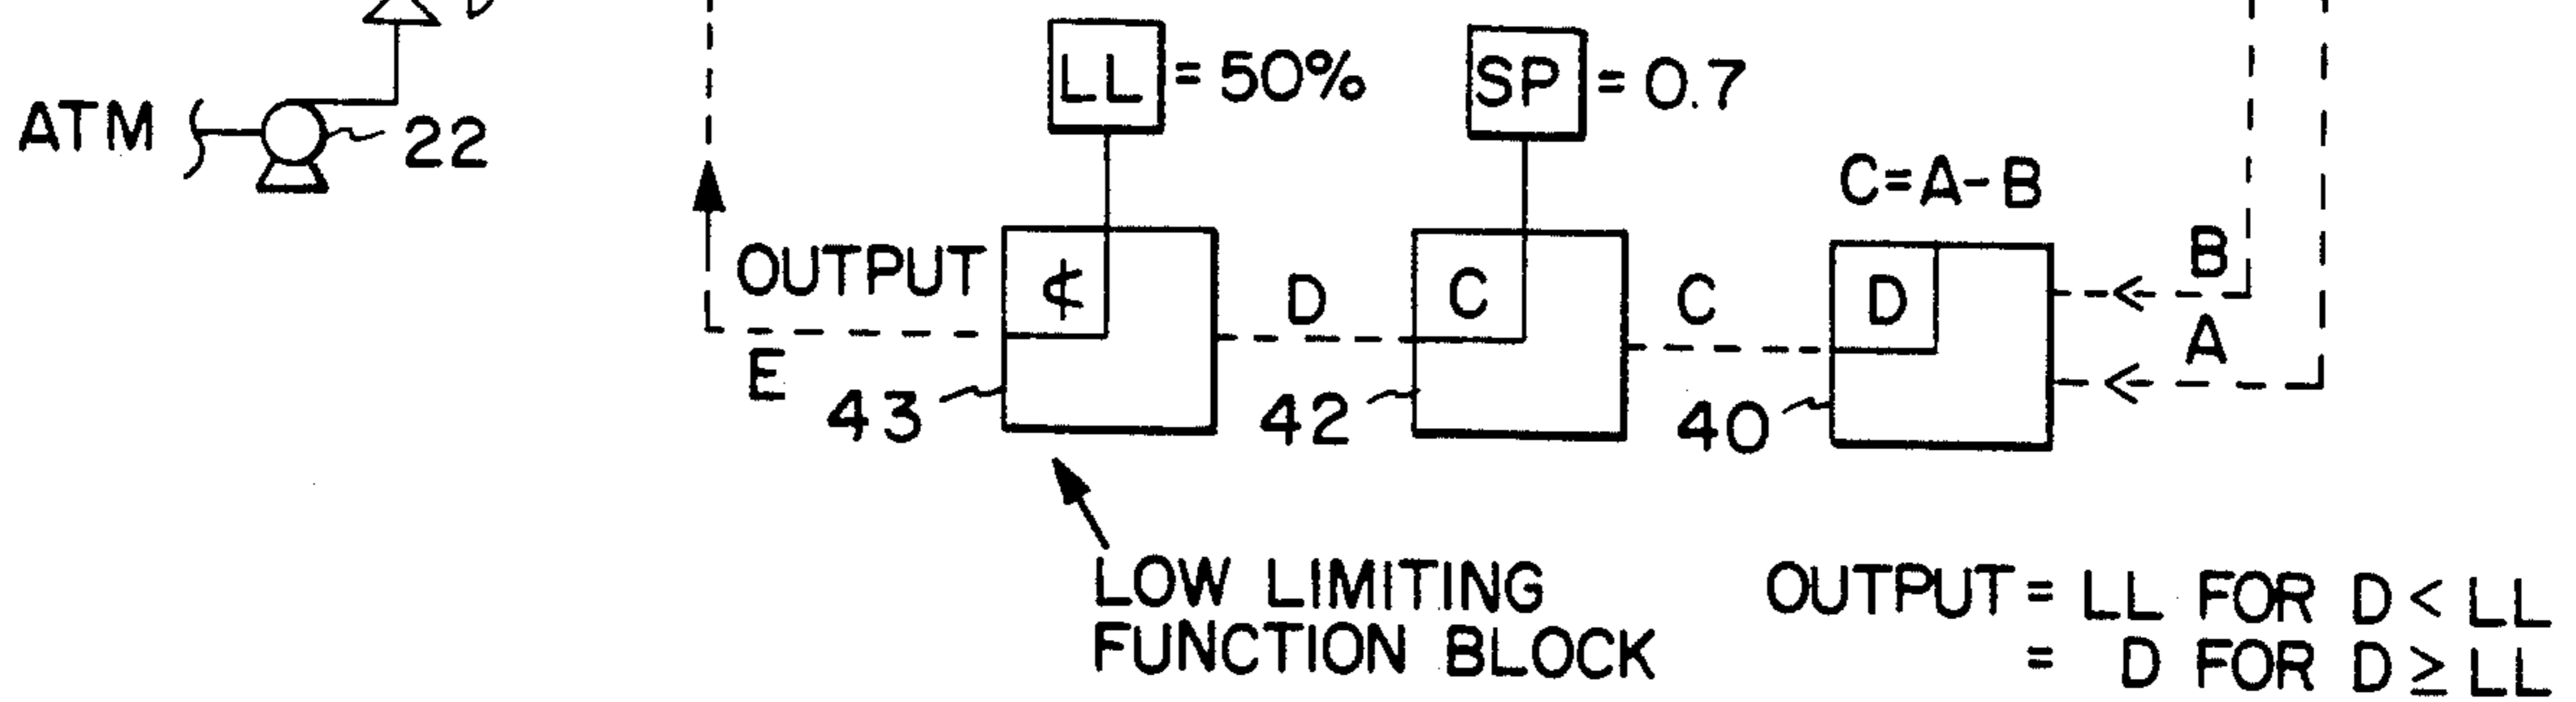 LL = 50%
SP = 0.7
ATM
22
C=A-B
OUTPUT
¢
D
C
C
D
B
A
E
43
42
40
LOW LIMITING
FUNCTION BLOCK
OUTPUT = LL FOR D < LL
= D FOR D ≥ LL